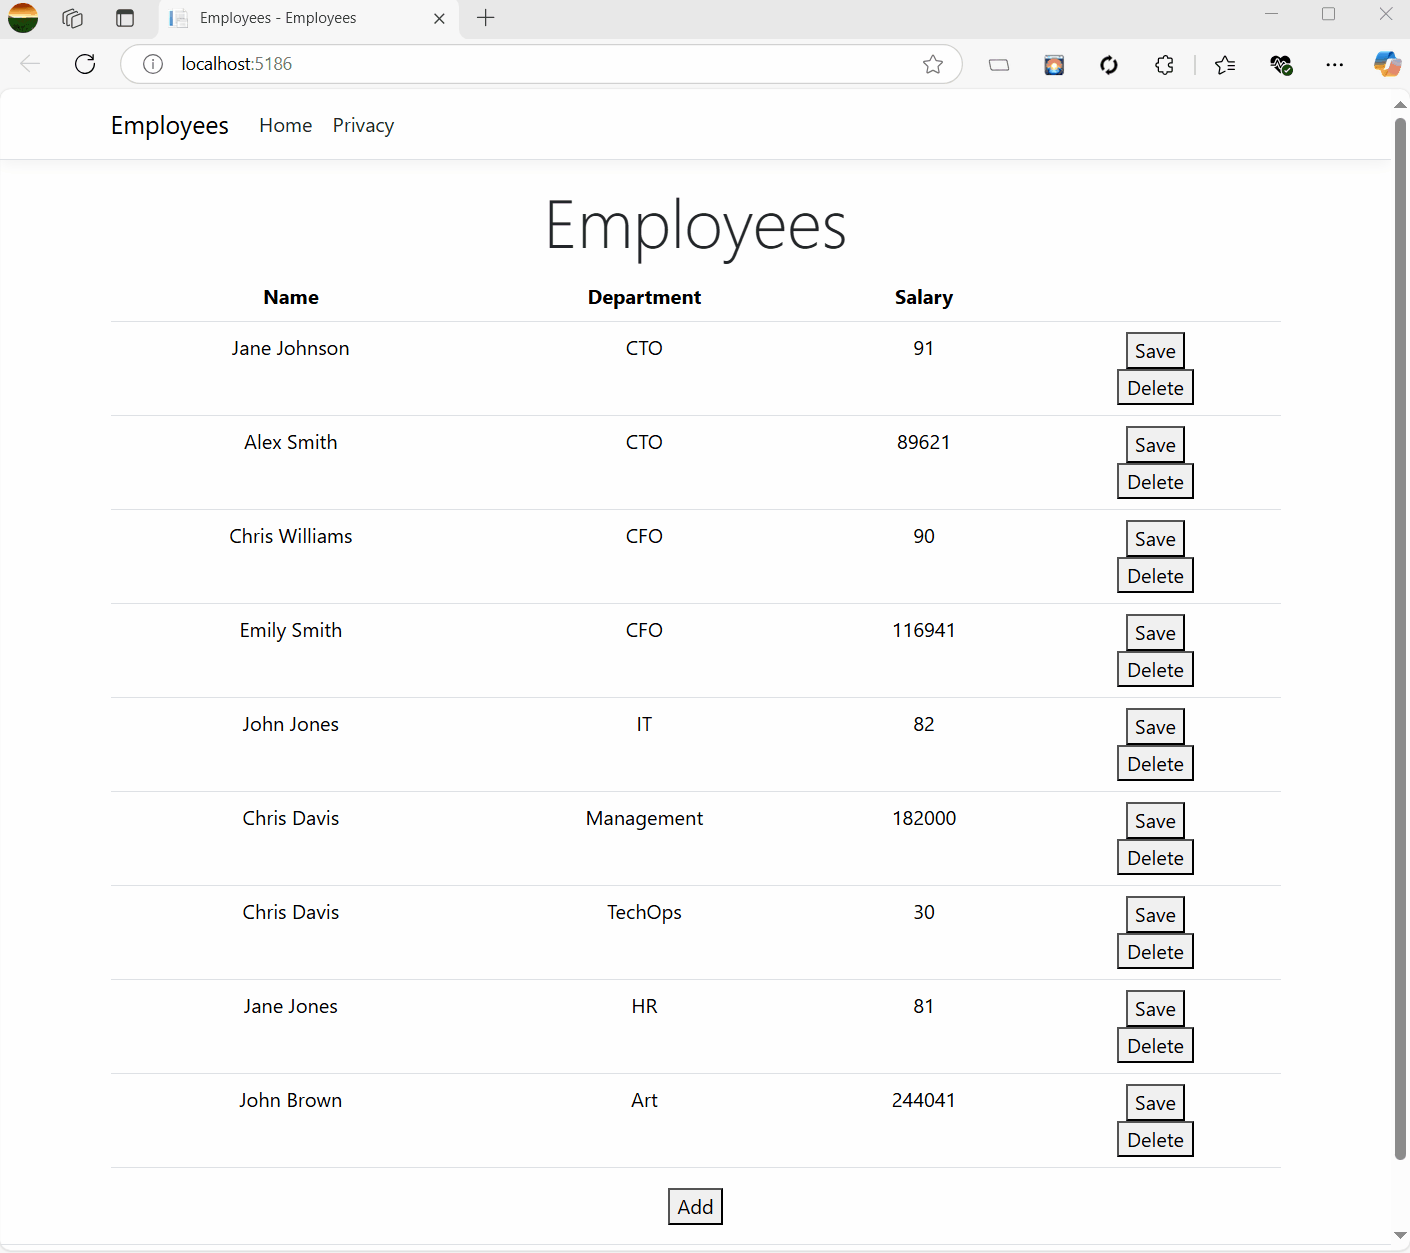 Employees - Employees
localhost:5186
Employees Home Privacy
Employees
Name Department Salary
Jane Johnson CTO 91 Save
Delete
Alex Smith CTO 89621 Save
Delete
Chris Williams CFO 90 Save
Delete
Emily Smith CFO 116941 Save
Delete
John Jones IT 82 Save
Delete
Chris Davis Management 182000 Save
Delete
Chris Davis TechOps 30 Save
Delete
Jane Jones HR 81 Save
Delete
John Brown Art 244041 Save
Delete
Add